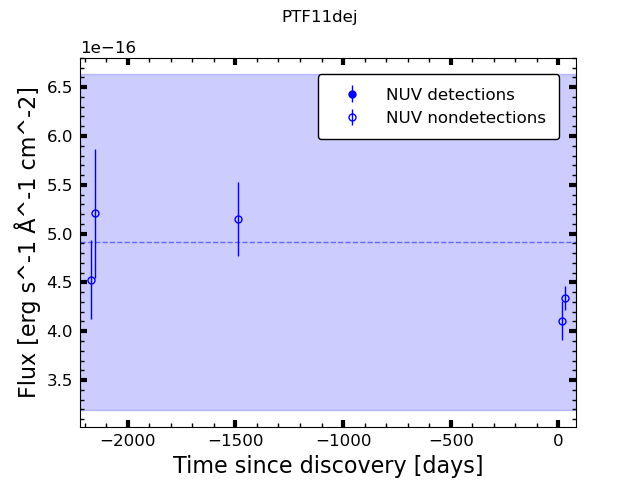 PTF11dej
1e−16
6.5
6.0
5.5
5.0
4.5
4.0
3.5
Flux [erg s^-1 Å^-1 cm^-2]
NUV detections
NUV nondetections
−2000 −1500 −1000 −500 0
Time since discovery [days]